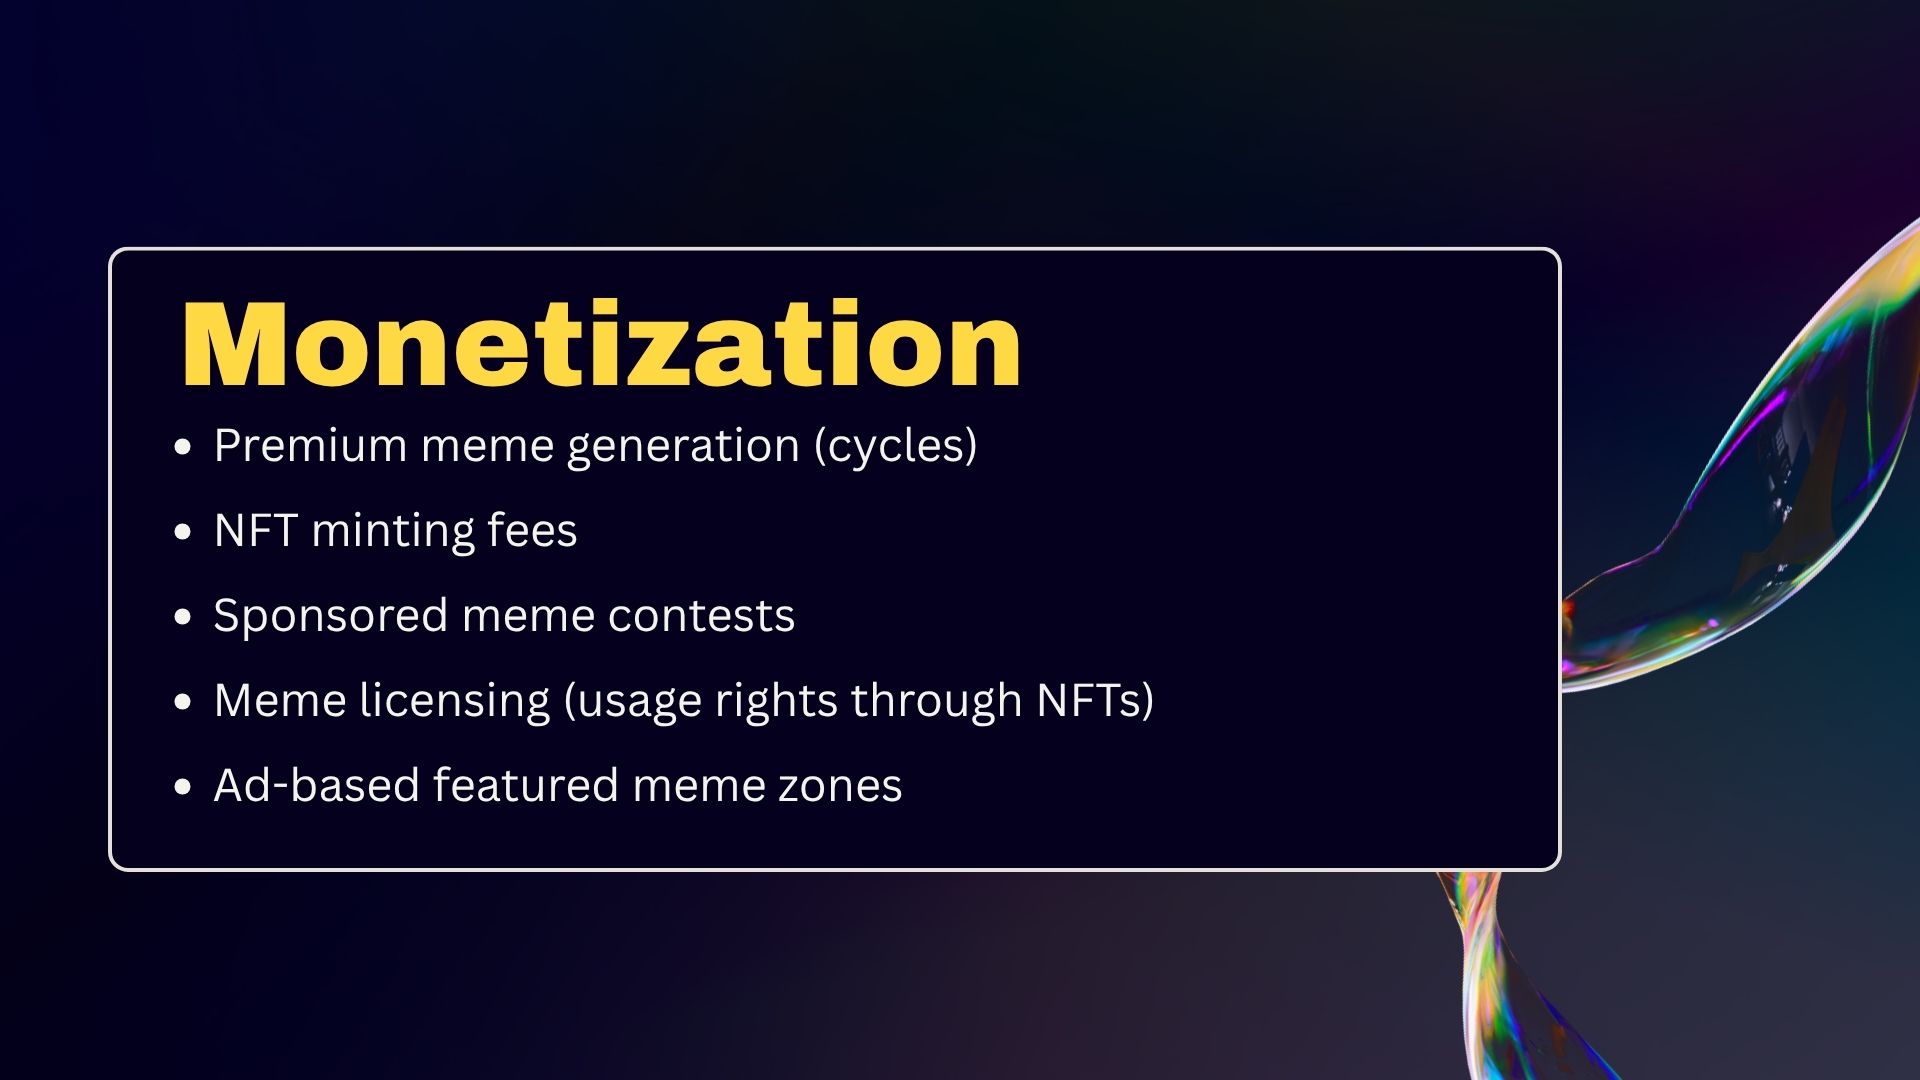 Monetization
• Premium meme generation (cycles)
• NFT minting fees
• Sponsored meme contests
• Meme licensing (usage rights through NFTs)
• Ad-based featured meme zones